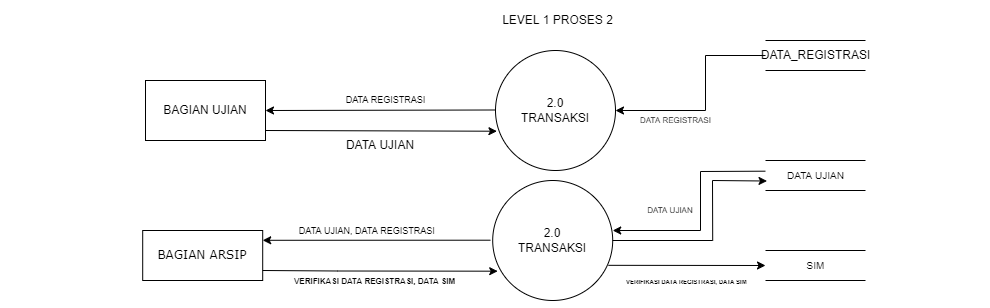 LEVEL 1 PROSES 2
DATA_REGISTRASI
BAGIAN UJIAN
DATA REGISTRASI
2.0
TRANSAKSI
DATA REGISTRASI
DATA UJIAN
DATA UJIAN
DATA UJIAN
BAGIAN ARSIP
DATA UJIAN, DATA REGISTRASI
2.0
TRANSAKSI
VERIFIKASI DATA REGISTRASI, DATA SIM
SIM
VERIFIKASI DATA REGISTRASI, DATA SIM